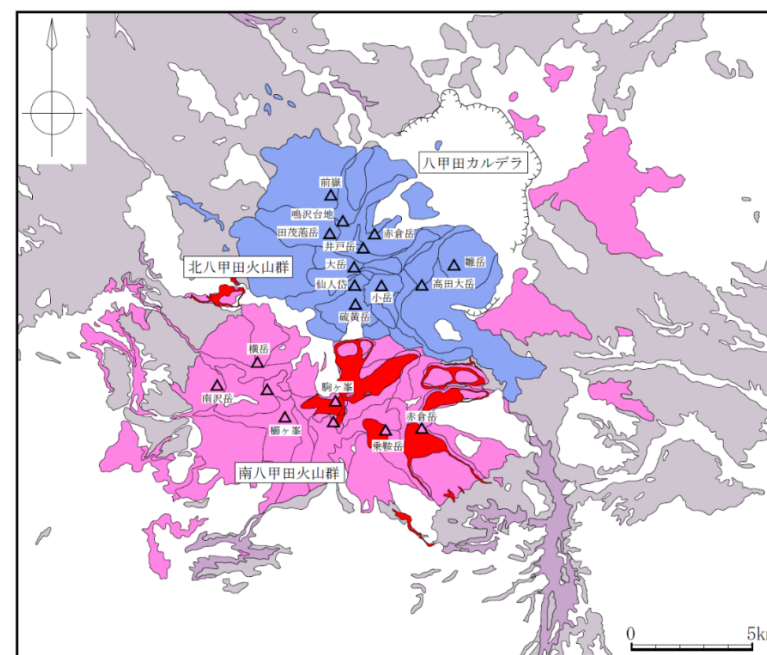 八甲田カルデラ
前嶽
鳴沢台地
田茂萢岳
赤倉岳
井戸岳
大岳
雛岳
北八甲田火山群
仙人岱
小岳
高田大岳
硫黄岳
横岳
駒ヶ峯
南沢岳
櫛ヶ峯
赤倉岳
乗鞍岳
南八甲田火山群
0 5km